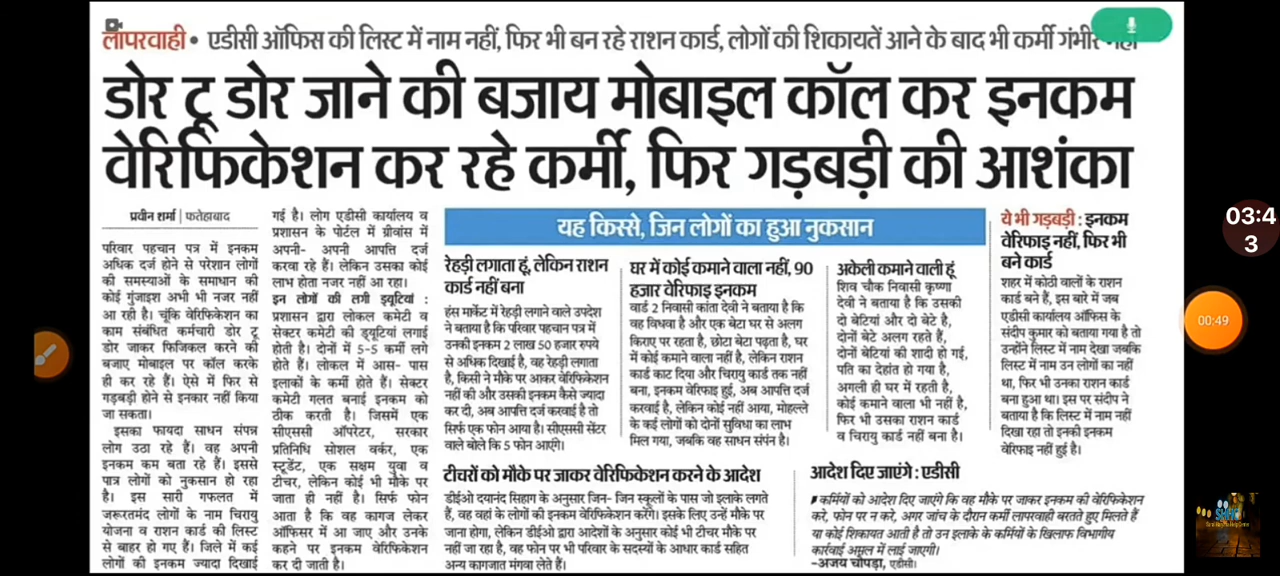 लापरवाही • एडीसी ऑफिस की लिस्ट में नाम नहीं, फिर भी बन रहे राशन कार्ड, लोगों की शिकायतें आने के बाद भी कर्मी गंभीर नहीं
डोर टू डोर जाने की बजाय मोबाइल कॉल कर इनकम
वेरिफिकेशन कर रहे कर्मी, फिर गड़बड़ी की आशंका
प्रवीन शर्मा | फतेहाबाद
परिवार पहचान पत्र में इनकम
अधिक दर्ज होने से परेशान लोगों
की समस्याओं के समाधान की
कोई गुंजाइश अभी भी नजर नहीं
आ रही है। चूंकि वेरिफिकेशन का
काम संबंधित कर्मचारी डोर टू
डोर जाकर फिजिकल करने की
बजाए मोबाइल पर कॉल करके
ही कर रहे हैं। ऐसे में फिर से
गड़बड़ी होने से इनकार नहीं किया
जा सकता।
इसका फायदा साधन संपन्न
लोग उठा रहे हैं। वह अपनी
इनकम कम बता रहे हैं। इससे
पात्र लोगों को नुकसान हो रहा
है। इस सारी गफलत में
जरूरतमंद लोगों के नाम चिरायु
योजना व राशन कार्ड की लिस्ट
से बाहर हो गए हैं। जिले में कई
लोगों की इनकम ज्यादा दिखाई
गई है। लोग एडीसी कार्यालय व
प्रशासन के पोर्टल में ग्रीवांस में
अपनी- अपनी आपत्ति दर्ज
करवा रहे हैं। लेकिन उसका कोई
लाभ होता नजर नहीं आ रहा।
इन लोगों की लगी ड्यूटियां :
प्रशासन द्वारा लोकल कमेटी व
सेक्टर कमेटी की ड्यूटियां लगाई
होती है। दोनों में 5-5 कर्मी लगे
होते हैं। लोकल में आस- पास
इलाकों के कर्मी होते हैं। सेक्टर
कमेटी गलत बनाई इनकम को
ठीक करती है। जिसमें एक
सीएससी ऑपरेटर, सरकार
प्रतिनिधि सोशल वर्कर, एक
स्टूडेंट, एक सक्षम युवा व
टीचर, लेकिन कोई भी मौके पर
जाता ही नहीं है। सिर्फ फोन
आता है कि वह कागज लेकर
ऑफिसर में आ जाए और उनके
कहने पर इनकम वेरिफिकेशन
कर दी जाती है।
यह किस्से, जिन लोगों का हुआ नुकसान
रेहड़ी लगाता हूं, लेकिन राशन
कार्ड नहीं बना
हंस मार्केट में रेहड़ी लगाने वाले उपदेश
ने बताया है कि परिवार पहचान पत्र में
उनकी इनकम 2 लाख 50 हजार रुपये
से अधिक दिखाई है, वह रेहड़ी लगाता
है, किसी ने मौके पर आकर वेरिफिकेशन
नहीं की और उसकी इनकम कैसे ज्यादा
कर दी, अब आपत्ति दर्ज करवाई है तो
सिर्फ एक फोन आया है। सीएससी सेंटर
वाले बोले कि 5 फोन आएंगे।
घर में कोई कमाने वाला नहीं, 90
हजार वेरिफाइ इनकम
वार्ड 2 निवासी कांता देवी ने बताया है कि
वह विधवा है और एक बेटा घर से अलग
किराए पर रहता है, छोटा बेटा पढ़ता है, घर
में कोई कमाने वाला नहीं है, लेकिन राशन
कार्ड काट दिया और चिरायु कार्ड तक नहीं
बना, इनकम वेरिफाइ हुई, अब आपत्ति दर्ज
करवाई है, लेकिन कोई नहीं आया, मोहल्ले
के कई लोगों को दोनों सुविधा का लाभ
मिल गया, जबकि वह साधन संपंन है।
अकेली कमाने वाली हूं
शिव चौक निवासी कृष्णा
देवी ने बताया है कि उसकी
दो बेटियां और दो बेटे है,
दोनों बेटे अलग रहते है,
दोनों बेटियों की शादी हो गई,
पति का देहांत हो गया है,
अगली ही घर में रहती है,
कोई कमाने वाला भी नहीं है,
फिर भी उसका राशन कार्ड
व चिरायु कार्ड नहीं बना है।
ये भी गड़बड़ी : इनकम
वेरिफाइ नहीं, फिर भी
बने कार्ड
शहर में कोठी वालों के राशन
कार्ड बने हैं, इस बारे में जब
एडीसी कार्यालय ऑफिस के
संदीप कुमार को बताया गया है तो
उन्होंने लिस्ट में नाम देखा जबकि
लिस्ट में नाम उन लोगों का नहीं
था, फिर भी उनका राशन कार्ड
बना हुआ था। इस पर संदीप ने
बताया है कि लिस्ट में नाम नहीं
दिखा रहा तो इनकी इनकम
वेरिफाइ नहीं हुई है।
टीचरों को मौके पर जाकर वेरिफिकेशन करने के आदेश
डीईओ दयानंद सिहाग के अनुसार जिन- जिन स्कूलों के पास जो इलाके लगते
हैं, वह वहां के लोगों की इनकम वेरिफिकेशन करेंगे। इसके लिए उन्हें मौके पर
जाना होगा, लेकिन डीईओ द्वारा आदेशों के अनुसार कोई भी टीचर मौके पर
नहीं जा रहा है, वह फोन पर भी परिवार के सदस्यों के आधार कार्ड सहित
अन्य कागजात मंगवा लेते हैं।
आदेश दिए जाएंगे : एडीसी
कर्मियों को आदेश दिए जाएंगे कि वह मौके पर जाकर इनकम की वेरिफिकेशन
करे, फोन पर न करे, अगर जांच के दौरान कर्मी लापरवाही बरतते हुए मिलते हैं
या कोई शिकायत आती है तो उन इलाके के कर्मियों के खिलाफ विभागीय
कार्रवाई अमल में लाई जाएगी।
-अजय चोपड़ा, एडीसी।
03:4
3
00:49